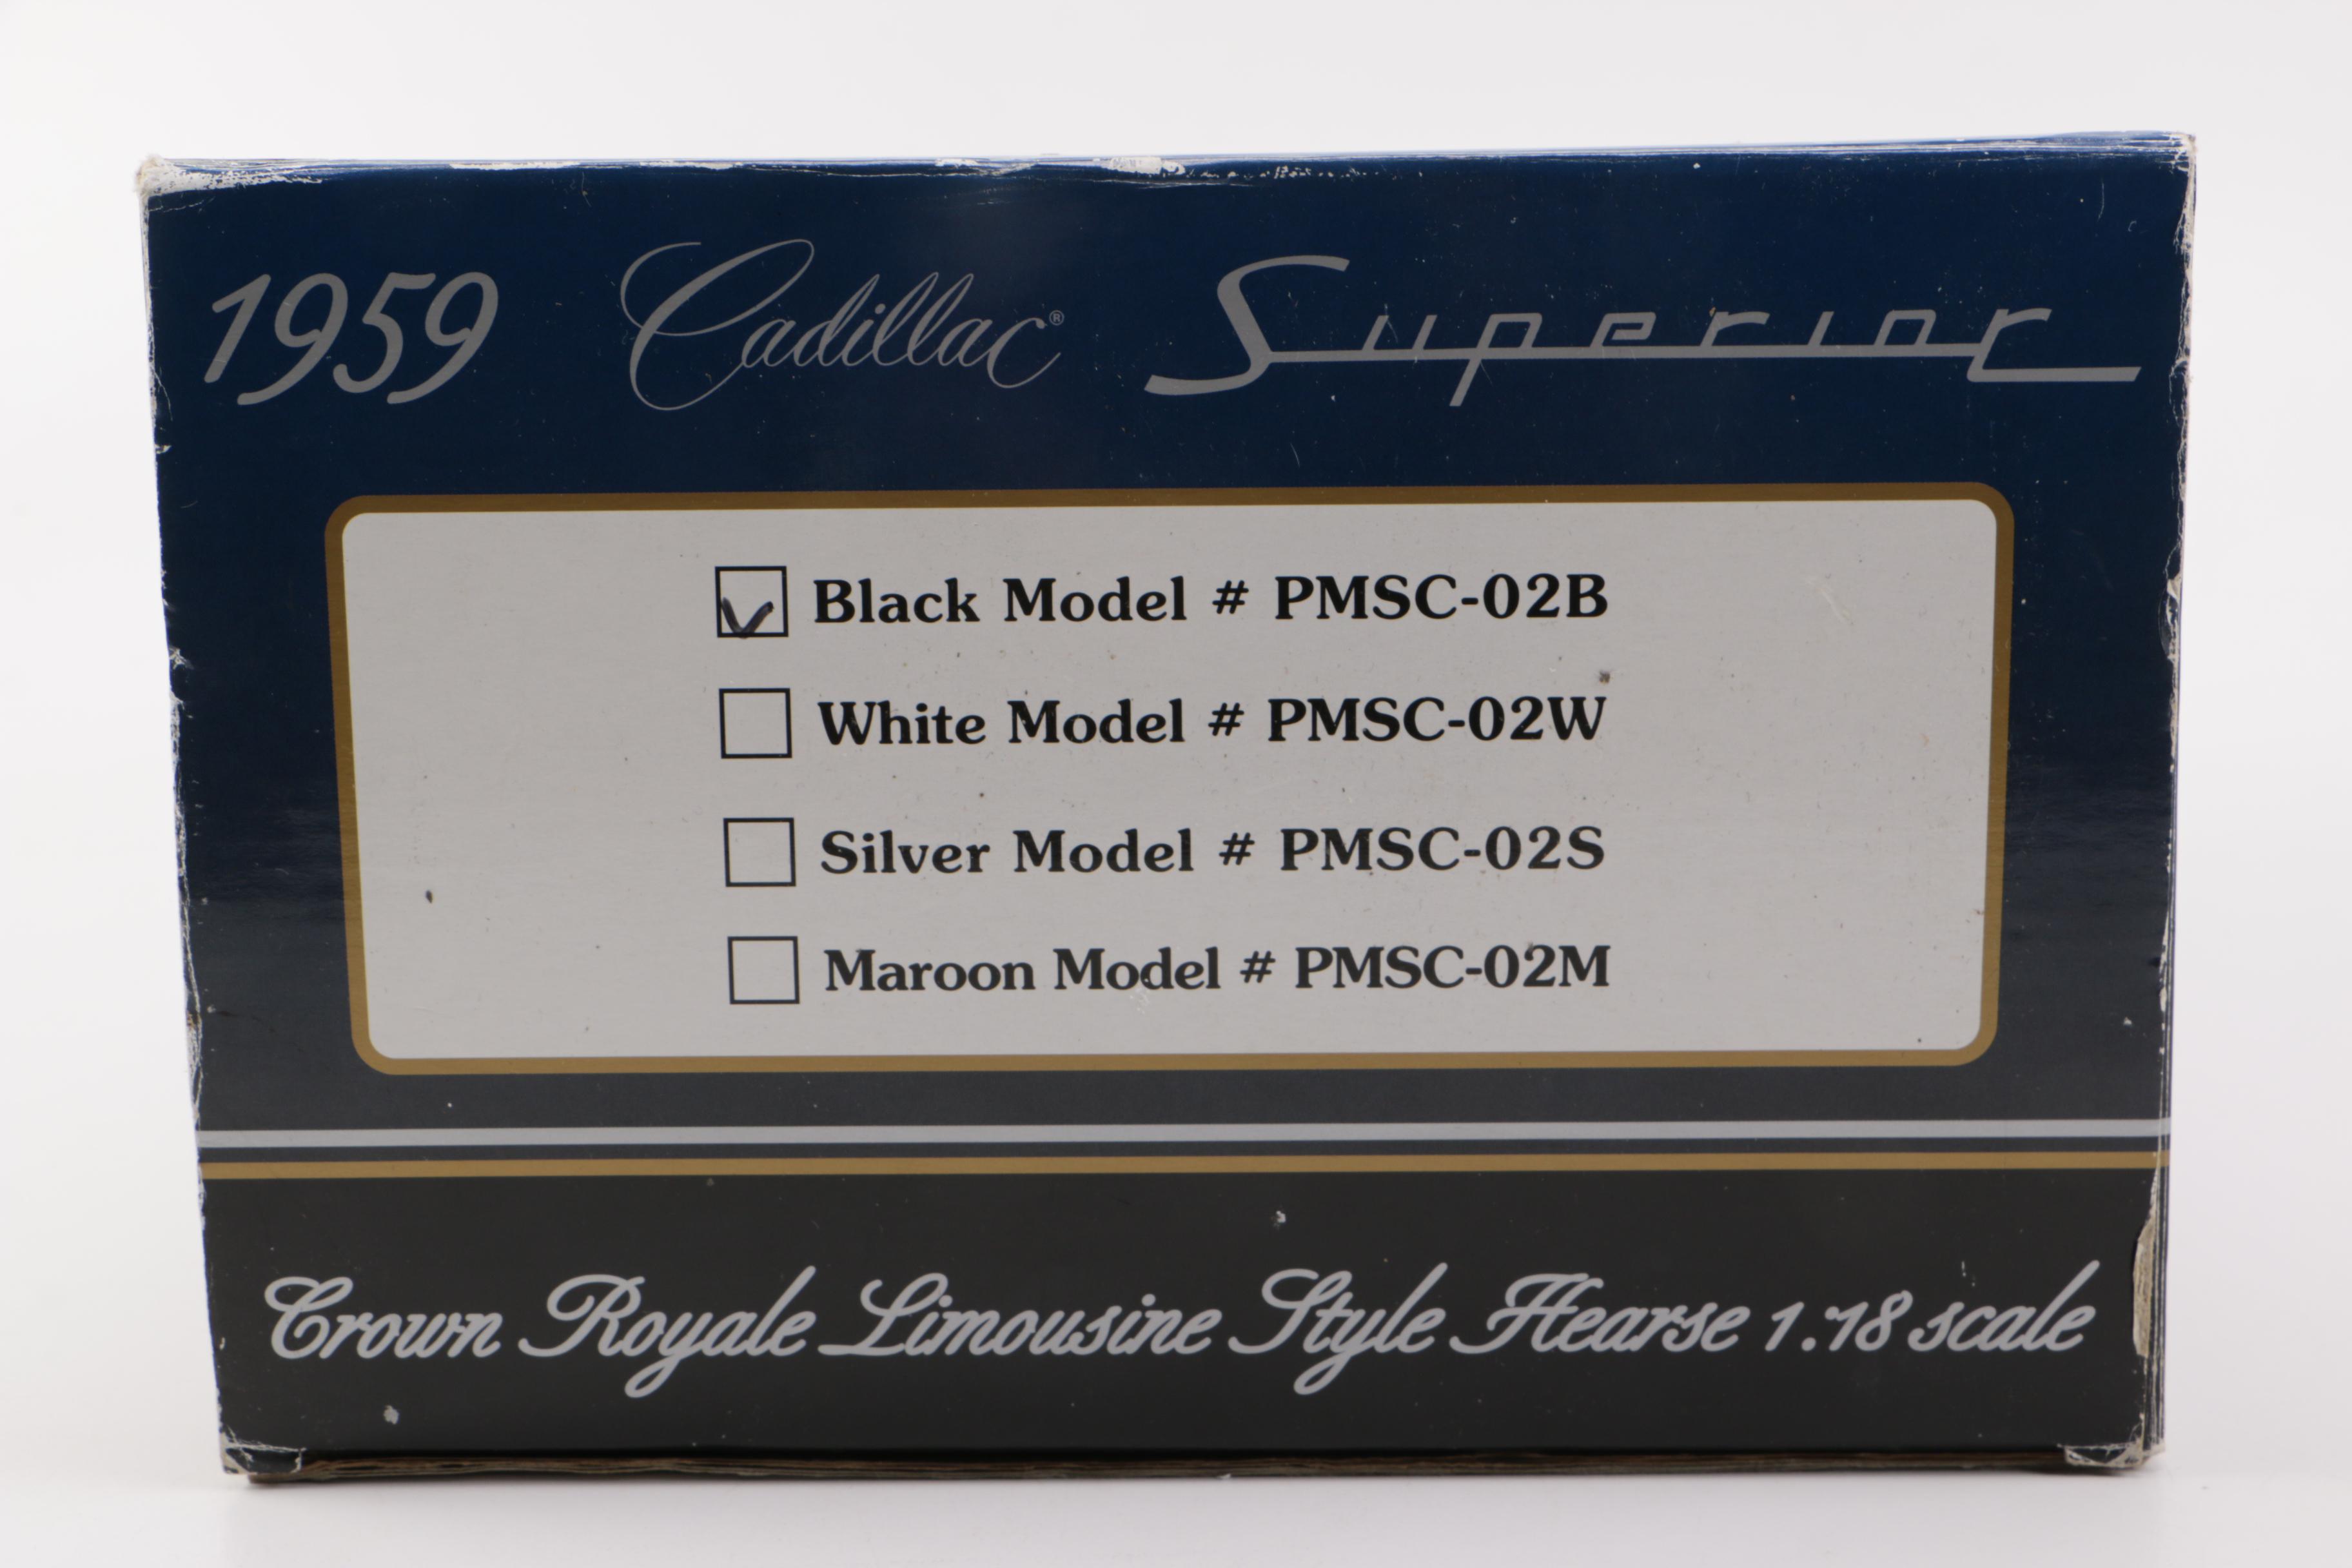 1959 Cadillac® Superior
Black Model # PMSC-02B
White Model # PMSC-02W
Silver Model # PMSC-02S
Maroon Model # PMSC-02M
Crown Royale Limousine Style Hearse 1:18 scale